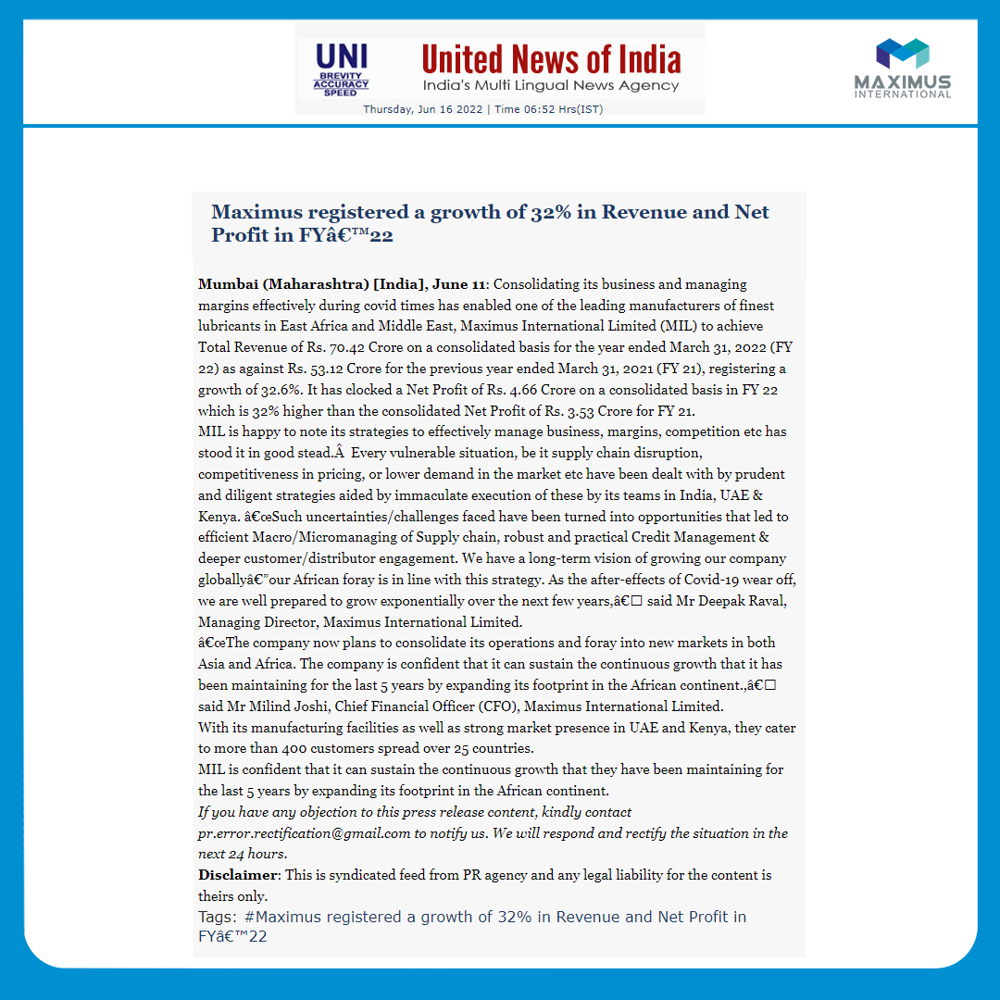 UNI
BREVITY
ACCURACY
SPEED
United News of India
India's Multi Lingual News Agency
Thursday, Jun 16 2022 | Time 06:52 Hrs(IST)
MAXIMUS
INTERNATIONAL
Maximus registered a growth of 32% in Revenue and Net
Profit in FYâ€™22
Mumbai (Maharashtra) [India], June 11: Consolidating its business and managing
margins effectively during covid times has enabled one of the leading manufacturers of finest
lubricants in East Africa and Middle East, Maximus International Limited (MIL) to achieve
Total Revenue of Rs. 70.42 Crore on a consolidated basis for the year ended March 31, 2022 (FY
22) as against Rs. 53.12 Crore for the previous year ended March 31, 2021 (FY 21), registering a
growth of 32.6%. It has clocked a Net Profit of Rs. 4.66 Crore on a consolidated basis in FY 22
which is 32% higher than the consolidated Net Profit of Rs. 3.53 Crore for FY 21.
MIL is happy to note its strategies to effectively manage business, margins, competition etc has
stood it in good stead.Â  Every vulnerable situation, be it supply chain disruption,
competitiveness in pricing, or lower demand in the market etc have been dealt with by prudent
and diligent strategies aided by immaculate execution of these by its teams in India, UAE &
Kenya. â€œSuch uncertainties/challenges faced have been turned into opportunities that led to
efficient Macro/Micromanaging of Supply chain, robust and practical Credit Management &
deeper customer/distributor engagement. We have a long-term vision of growing our company
globallyâ€”our African foray is in line with this strategy. As the after-effects of Covid-19 wear off,
we are well prepared to grow exponentially over the next few years,â€□ said Mr Deepak Raval,
Managing Director, Maximus International Limited.
â€œThe company now plans to consolidate its operations and foray into new markets in both
Asia and Africa. The company is confident that it can sustain the continuous growth that it has
been maintaining for the last 5 years by expanding its footprint in the African continent.,â€□
said Mr Milind Joshi, Chief Financial Officer (CFO), Maximus International Limited.
With its manufacturing facilities as well as strong market presence in UAE and Kenya, they cater
to more than 400 customers spread over 25 countries.
MIL is confident that it can sustain the continuous growth that they have been maintaining for
the last 5 years by expanding its footprint in the African continent.
If you have any objection to this press release content, kindly contact
pr.error.rectification@gmail.com to notify us. We will respond and rectify the situation in the
next 24 hours.
Disclaimer: This is syndicated feed from PR agency and any legal liability for the content is
theirs only.
Tags: #Maximus registered a growth of 32% in Revenue and Net Profit in
FYâ€™22